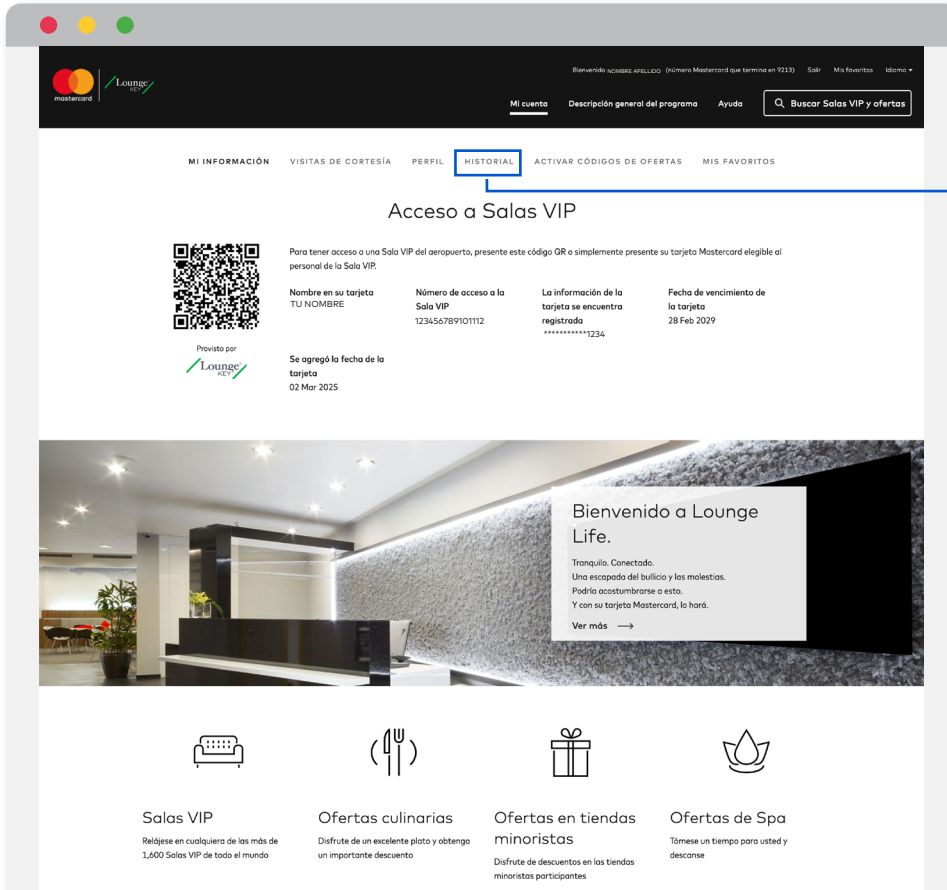 mastercard
Lounge
KEY
Bienvenido NOMBRE APELLIDO (número Mastercard que termina en 9213) Salir Mis favoritos Idioma
Mi cuenta Descripción general del programa Ayuda Buscar Salas VIP y ofertas
MI INFORMACIÓN VISITAS DE CORTESÍA PERFIL HISTORIAL ACTIVAR CÓDIGOS DE OFERTAS MIS FAVORITOS
Acceso a Salas VIP
Para tener acceso a una Sala VIP del aeropuerto, presente este código QR o simplemente presente su tarjeta Mastercard elegible al
personal de la Sala VIP.
Nombre en su tarjeta
TU NOMBRE
Número de acceso a la
Sala VIP
123456789101112
La información de la
tarjeta se encuentra
registrada
***********1234
Fecha de vencimiento de
la tarjeta
28 Feb 2029
Provisto por
Lounge
KEY
Se agregó la fecha de la
tarjeta
02 Mar 2025
Bienvenido a Lounge
Life.
Tranquilo. Conectado.
Una escapada del bullicio y las molestias.
Podría acostumbrarse a esto.
Y con su tarjeta Mastercard, lo hará.
Ver más
Salas VIP
Relájese en cualquiera de las más de
1,600 Salas VIP de todo el mundo
Ofertas culinarias
Disfrute de un excelente plato y obtenga
un importante descuento
Ofertas en tiendas
minoristas
Disfrute de descuentos en las tiendas
minoristas participantes
Ofertas de Spa
Tómese un tiempo para usted y
descanse